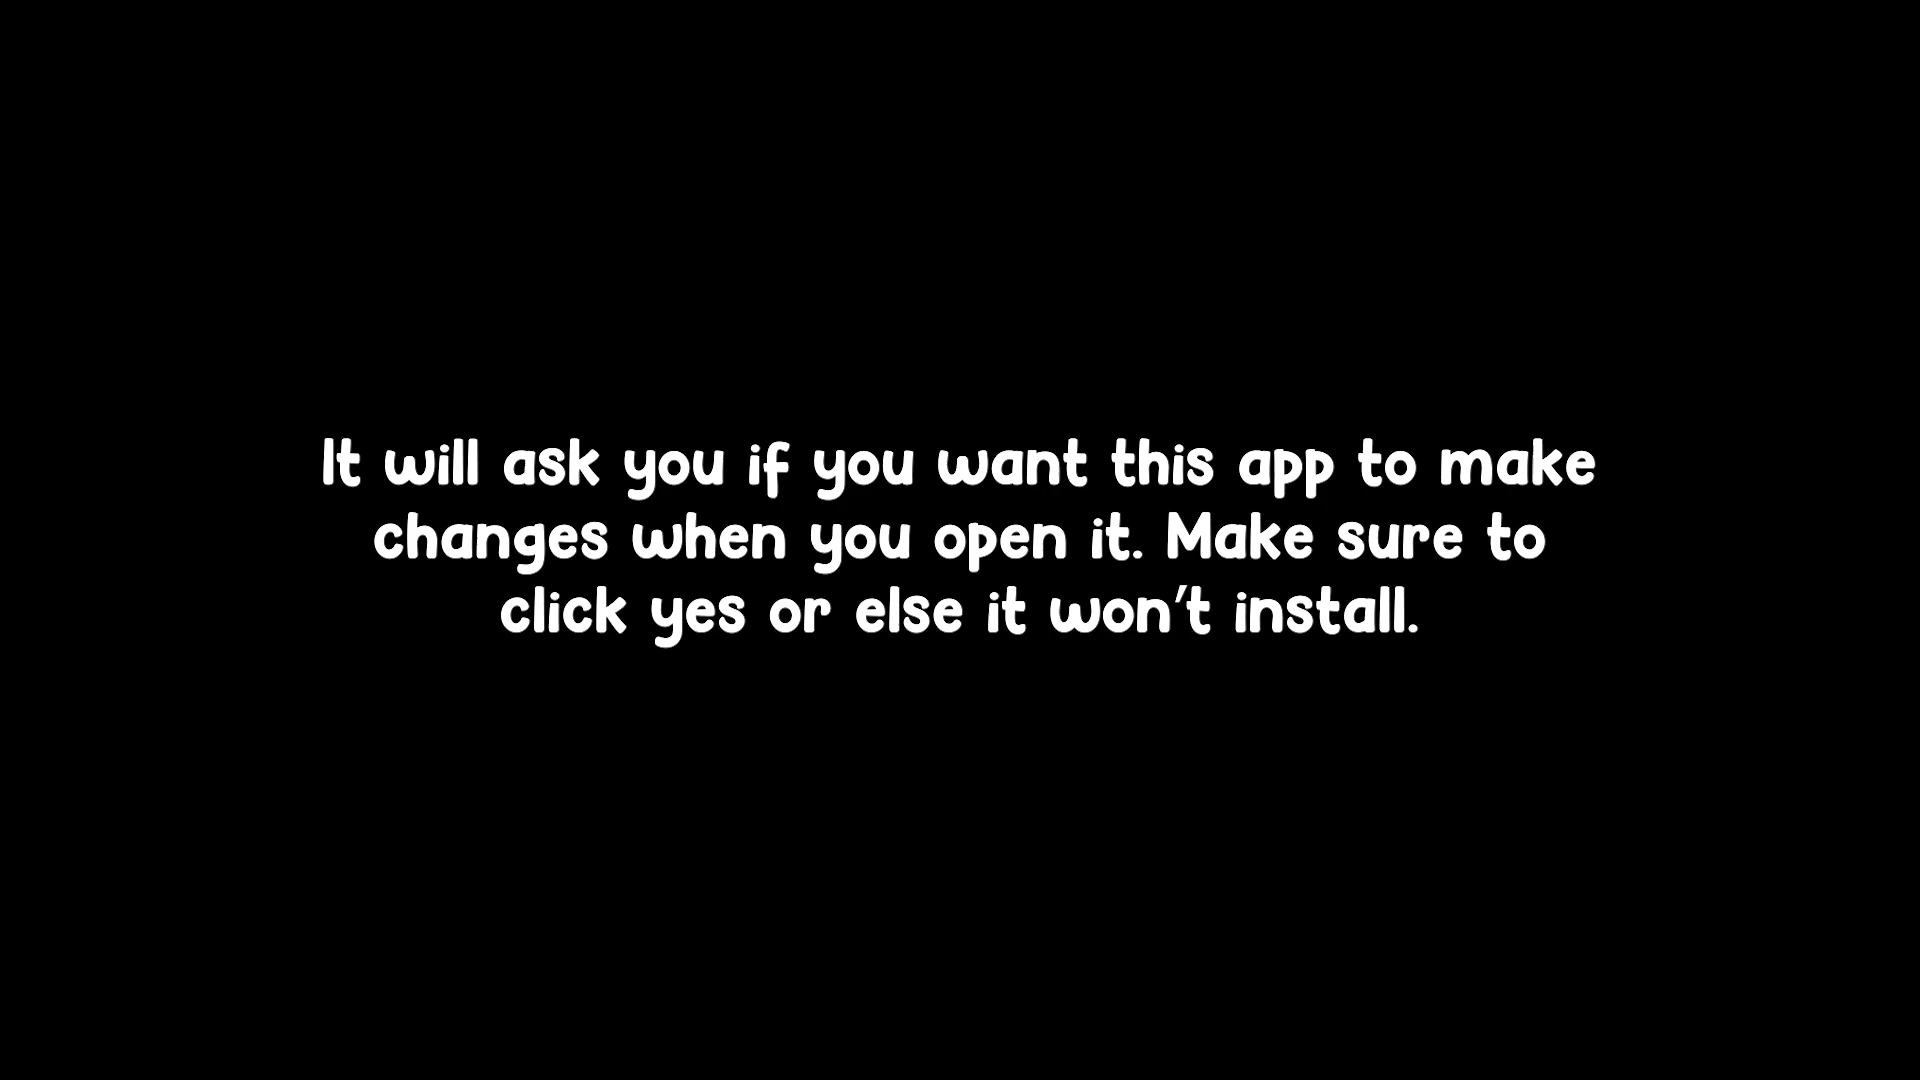 It will ask you if you want this app to make
changes when you open it. Make sure to
click yes or else it won't install.